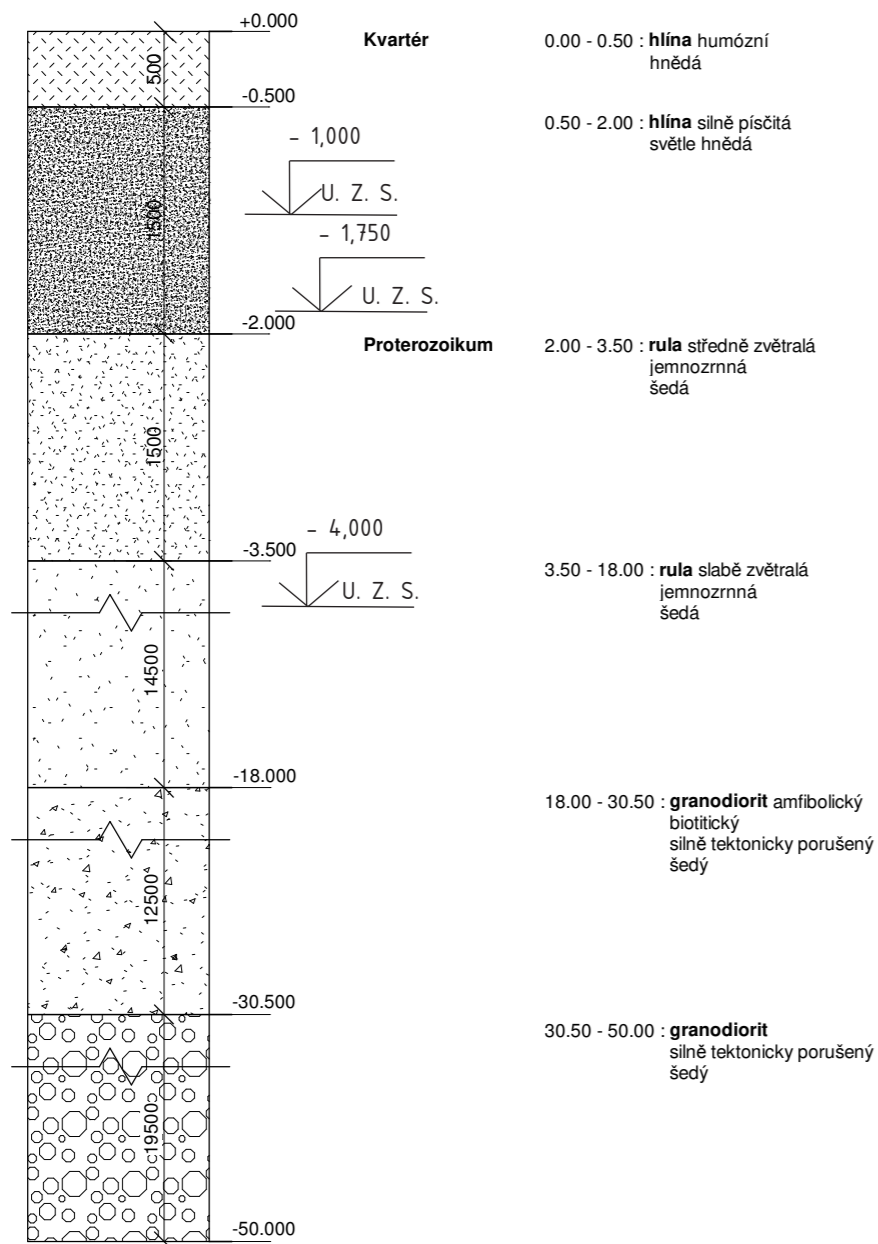 +0.000
Kvartér
0.00 - 0.50 : hlína humózní
hnědá
500
-0.500
0.50 - 2.00 : hlína silně písčitá
světle hnědá
- 1,000
U. Z. S.
1500
- 1,750
U. Z. S.
-2.000
Proterozoikum
2.00 - 3.50 : rula středně zvětralá
jemnozrnná
šedá
1500
- 4,000
-3.500
U. Z. S.
3.50 - 18.00 : rula slabě zvětralá
jemnozrnná
šedá
14500
-18.000
18.00 - 30.50 : granodiorit amfibolický
biotitický
silně tektonicky porušený
šedý
12500
-30.500
30.50 - 50.00 : granodiorit
silně tektonicky porušený
šedý
19500
-50.000